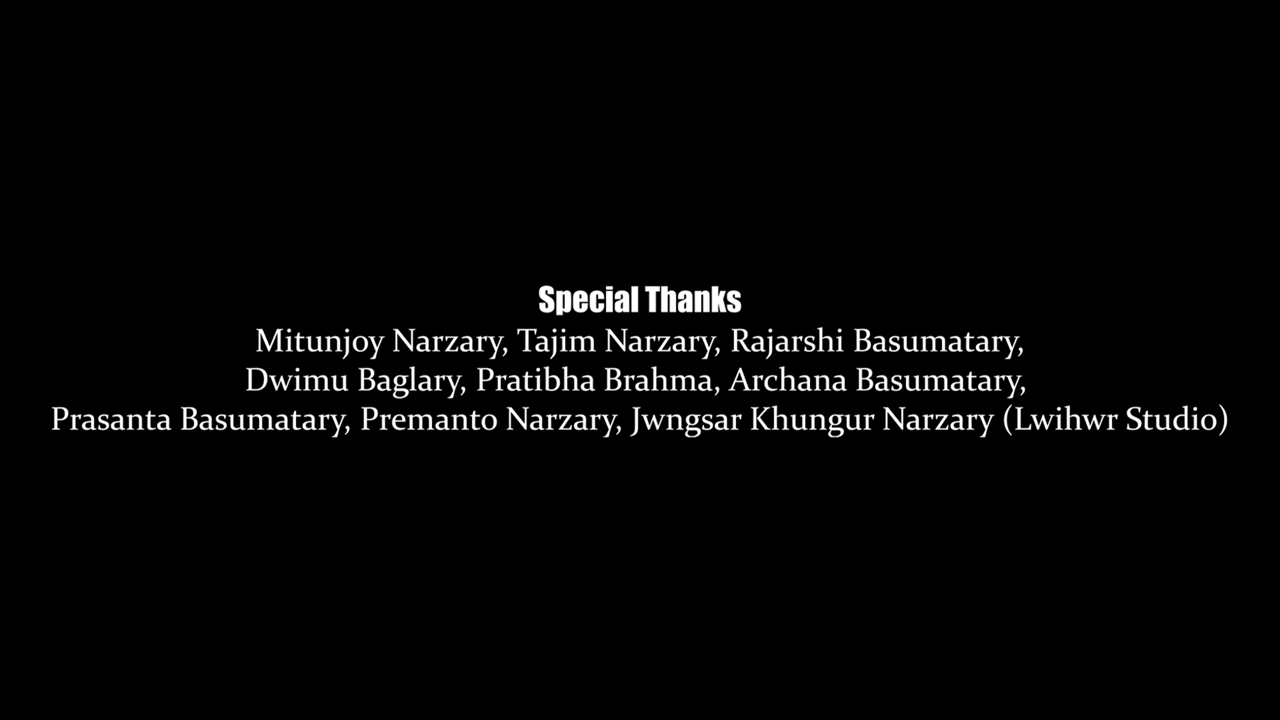 Special Thanks
Mitunjoy Narzary, Tajim Narzary, Rajarshi Basumatary,
Dwimu Baglary, Pratibha Brahma, Archana Basumatary,
Prasanta Basumatary, Premanto Narzary, Jwngsar Khungur Narzary (Lwihwr Studio)